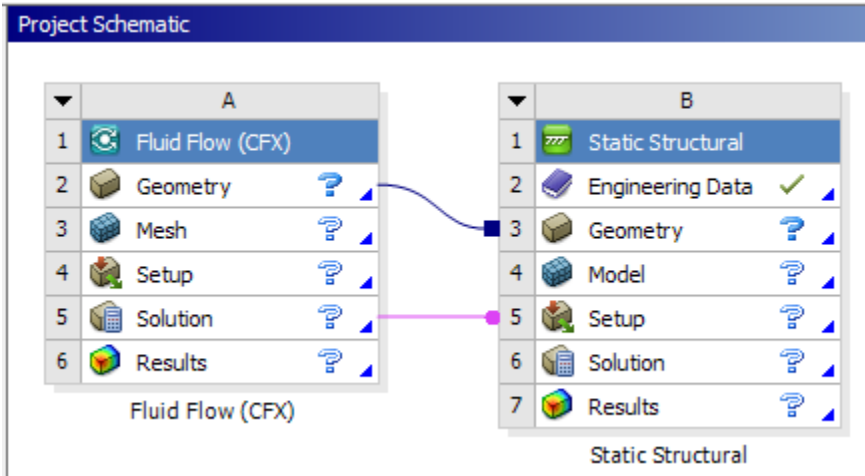 Project Schematic
A
1 Fluid Flow (CFX)
2 Geometry ?
3 Mesh ?
4 Setup ?
5 Solution ?
6 Results ?
Fluid Flow (CFX)
B
1 Static Structural
2 Engineering Data ✓
3 Geometry ?
4 Model ?
5 Setup ?
6 Solution ?
7 Results ?
Static Structural